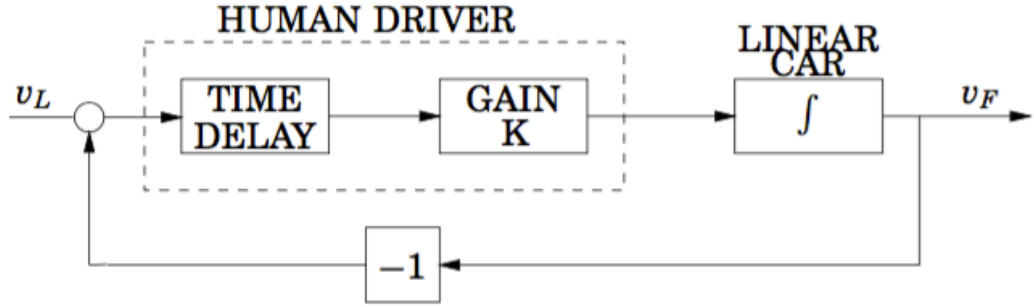 HUMAN DRIVER
LINEAR
CAR
v_L
TIME
DELAY
GAIN
K
∫
v_F
−1